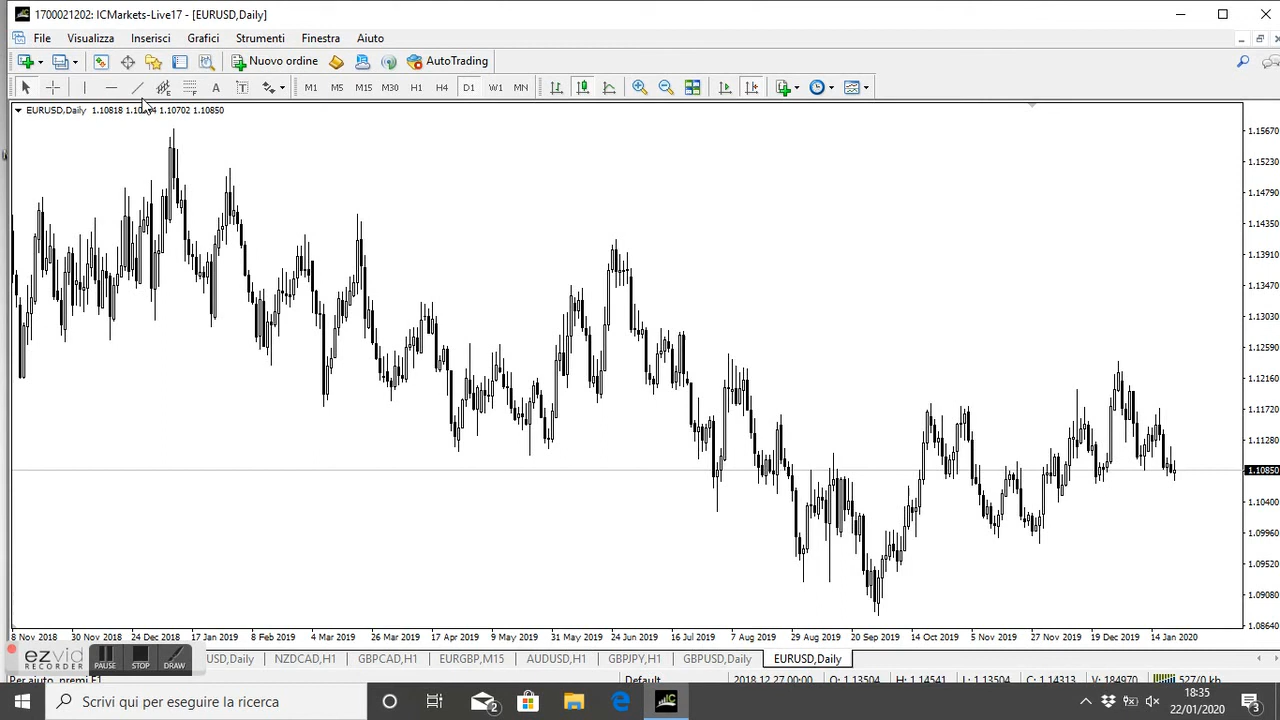 1700021202: ICMarkets-Live17 - [EURUSD,Daily]
File Visualizza Inserisci Grafici Strumenti Finestra Aiuto
Nuovo ordine AutoTrading
A T M1 M5 M15 M30 H1 H4 D1 W1 MN
EURUSD,Daily 1.10818 1.10702 1.10850
1.15670
1.15230
1.14790
1.14350
1.13910
1.13470
1.13030
1.12590
1.12160
1.11720
1.11280
1.10850
1.10400
1.09960
1.09520
1.09080
1.08640
8 Nov 2018 30 Nov 2018 24 Dec 2018 17 Jan 2019 8 Feb 2019 4 Mar 2019 26 Mar 2019 17 Apr 2019 9 May 2019 31 May 2019 24 Jun 2019 16 Jul 2019 7 Aug 2019 29 Aug 2019 20 Sep 2019 14 Oct 2019 5 Nov 2019 27 Nov 2019 19 Dec 2019 14 Jan 2020
ezvid
RECORDER
PAUSE STOP DRAW
USD,Daily NZDCAD,H1 GBPCAD,H1 EURGBP,M15 AUDUSD,H1 GBPJPY,H1 GBPUSD,Daily EURUSD,Daily
Per aiuto, premi F1 Default 2018.12.27 00:00 O: 1.13504 H: 1.14541 L: 1.13504 C: 1.14313 V: 184970 527/0 kb
Scrivi qui per eseguire la ricerca
2
18:35
22/01/2020
3